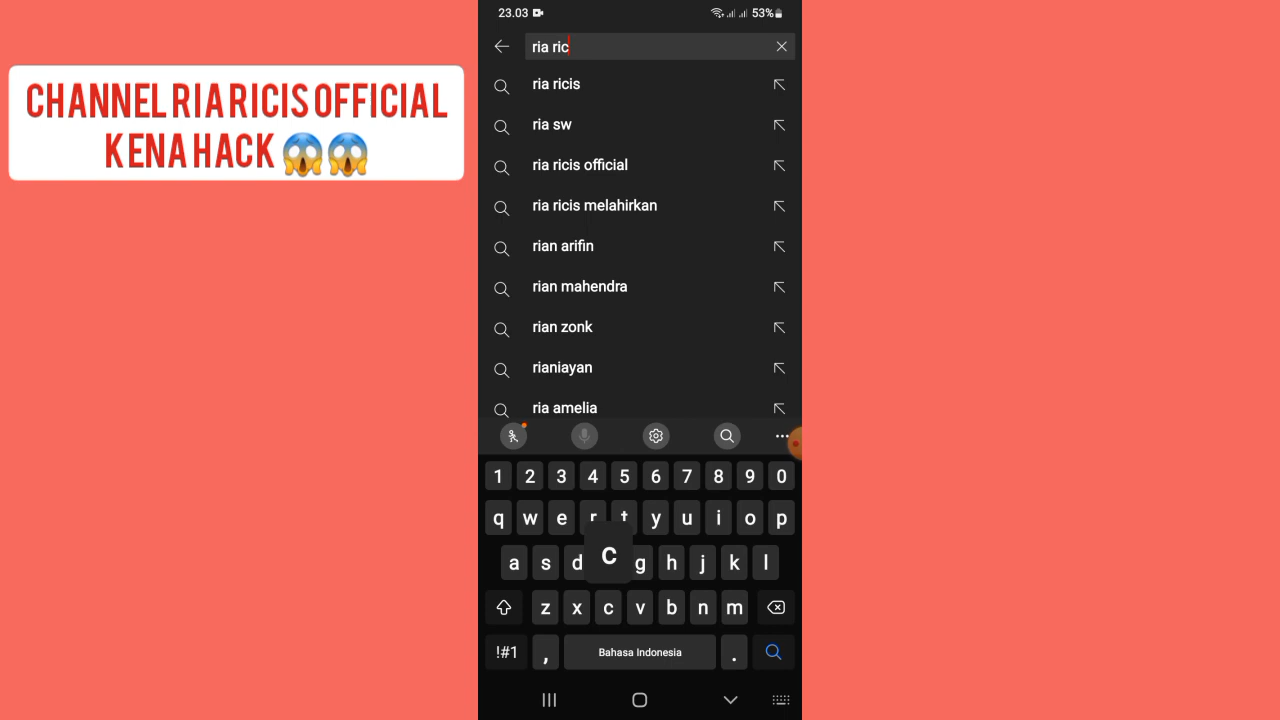 CHANNEL RIA RICIS OFFICIAL
KENA HACK 😱😱
23.03 53%
ria ric
ria ricis
ria sw
ria ricis official
ria ricis melahirkan
rian arifin
rian mahendra
rian zonk
rianiayan
ria amelia
1 2 3 4 5 6 7 8 9 0
q w e r t y u i o p
a s d C g h j k l
z x c v b n m
!#1 , Bahasa Indonesia .